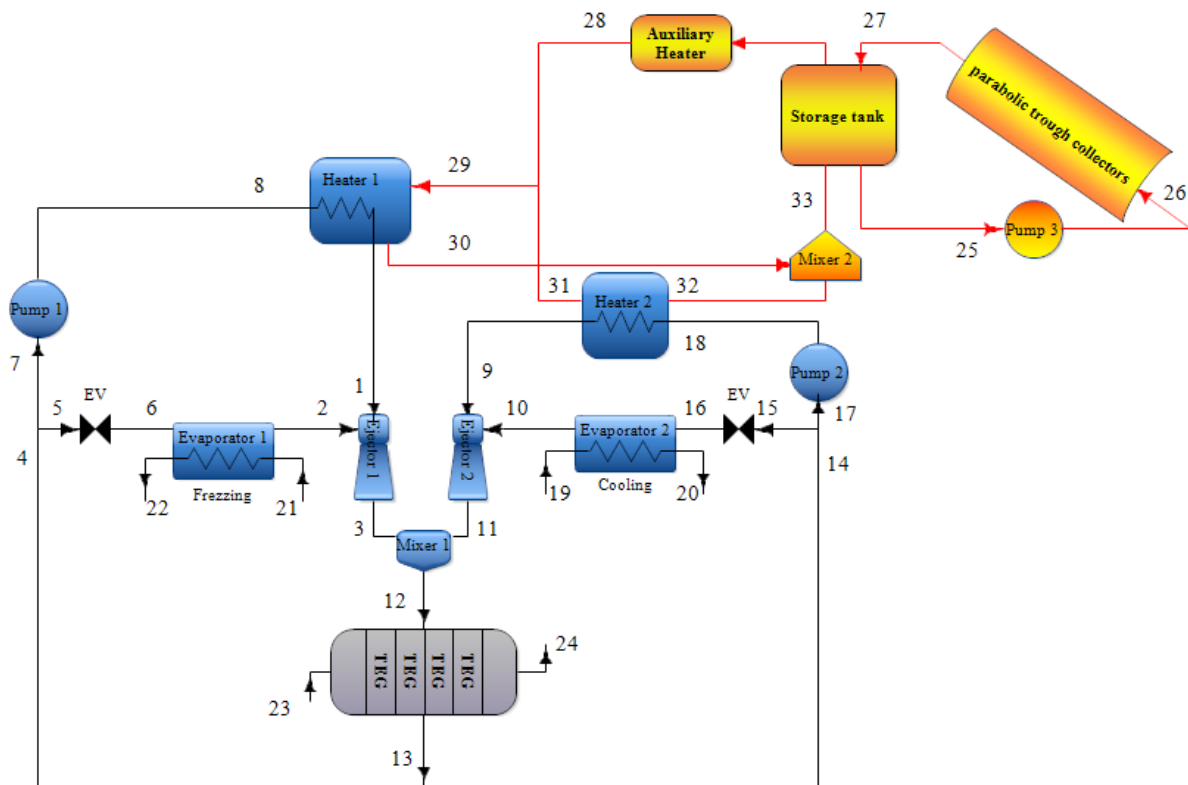 28
Auxiliary
Heater
27
Storage tank
parabolic trough collectors
8
Heater 1
29
33
26
30
Mixer 2
Pump 3
25
Pump 1
31
Heater 2
32
18
7
9
Pump 2
EV
5
6
1
2
Ejector 1
Ejector 2
10
16
EV
15
17
4
Evaporator 1
Evaporator 2
14
22
Frezzing
21
19
Cooling
20
3
11
Mixer 1
12
TEG
TEG
TEG
TEG
24
23
13